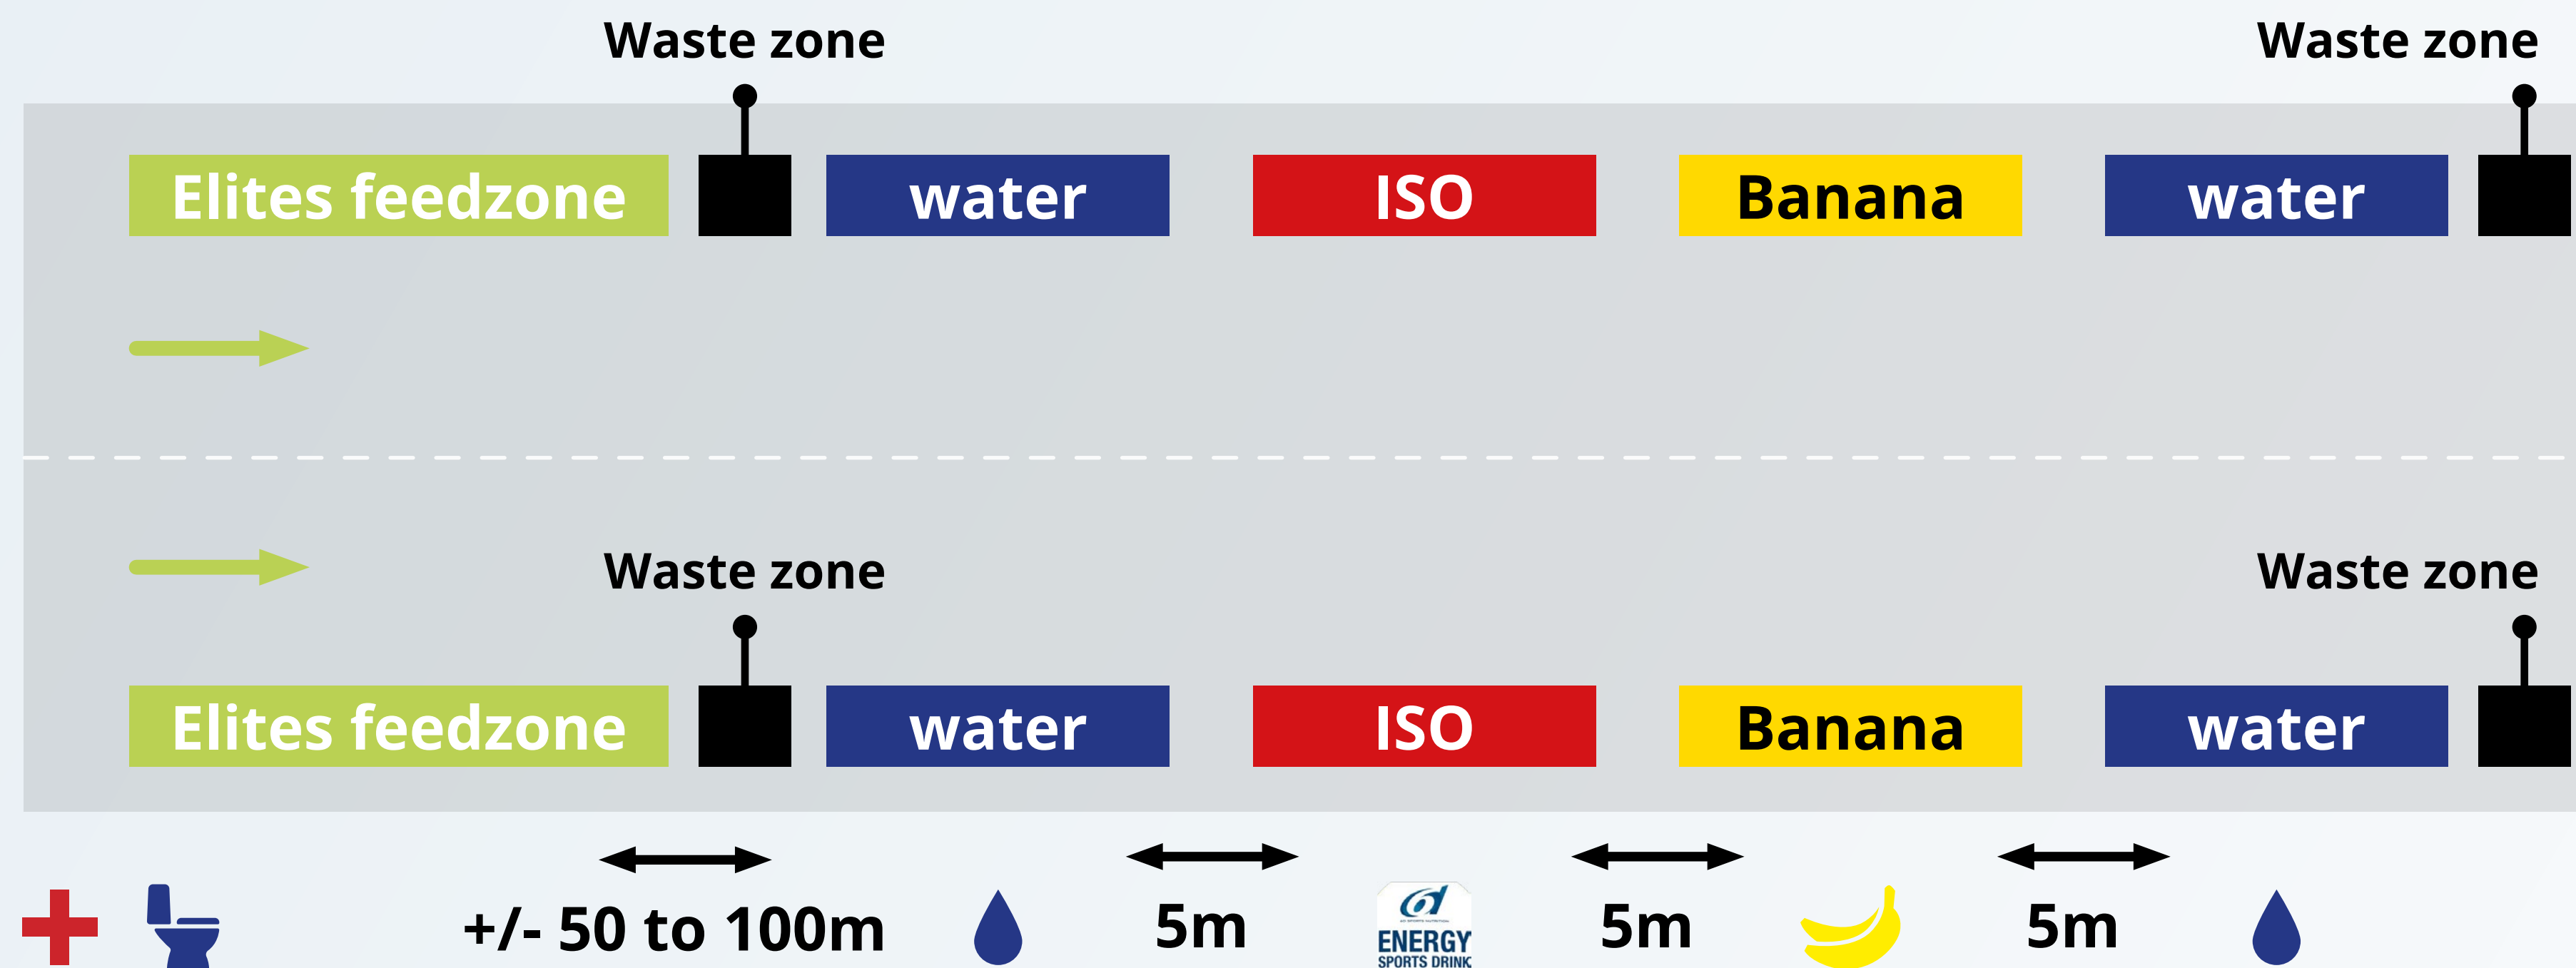 Waste zone Waste zone
Elites feedzone water ISO Banana water
Waste zone Waste zone
Elites feedzone water ISO Banana water
+/- 50 to 100m 5m 5m 5m
6d
ENERGY
SPORTS DRINK